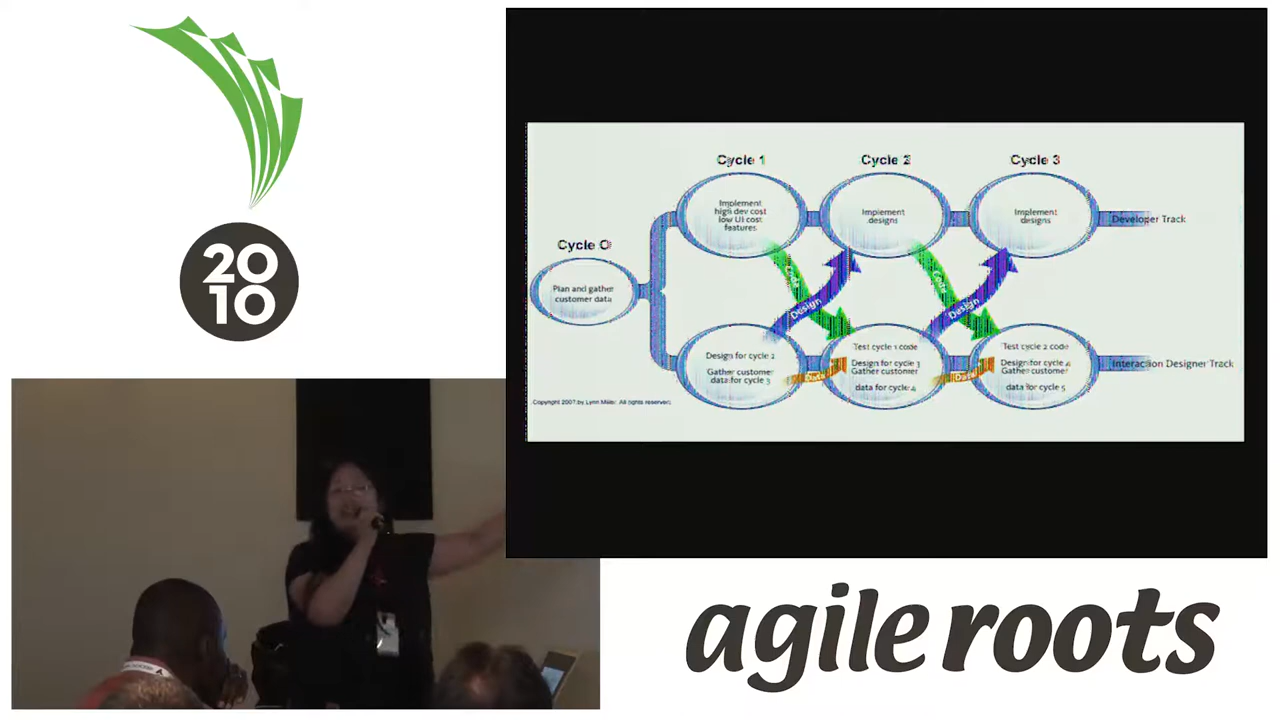 20
10
Cycle 1
Cycle 2
Cycle 3
Implement
high dev cost
low UI cost
features
Implement
designs
Implement
designs
Developer Track
Cycle 0
Plan and gather
customer data
Code
Design
Code
Design
Design for cycle 2
Gather customer
data for cycle 3
Data
Test cycle 1 code
Design for cycle 3
Gather customer
data for cycle 4
Data
Test cycle 2 code
Design for cycle 4
Gather customer
data for cycle 5
Interaction Designer Track
Copyright 2007 by Lynn Miller. All rights reserved.
agile roots